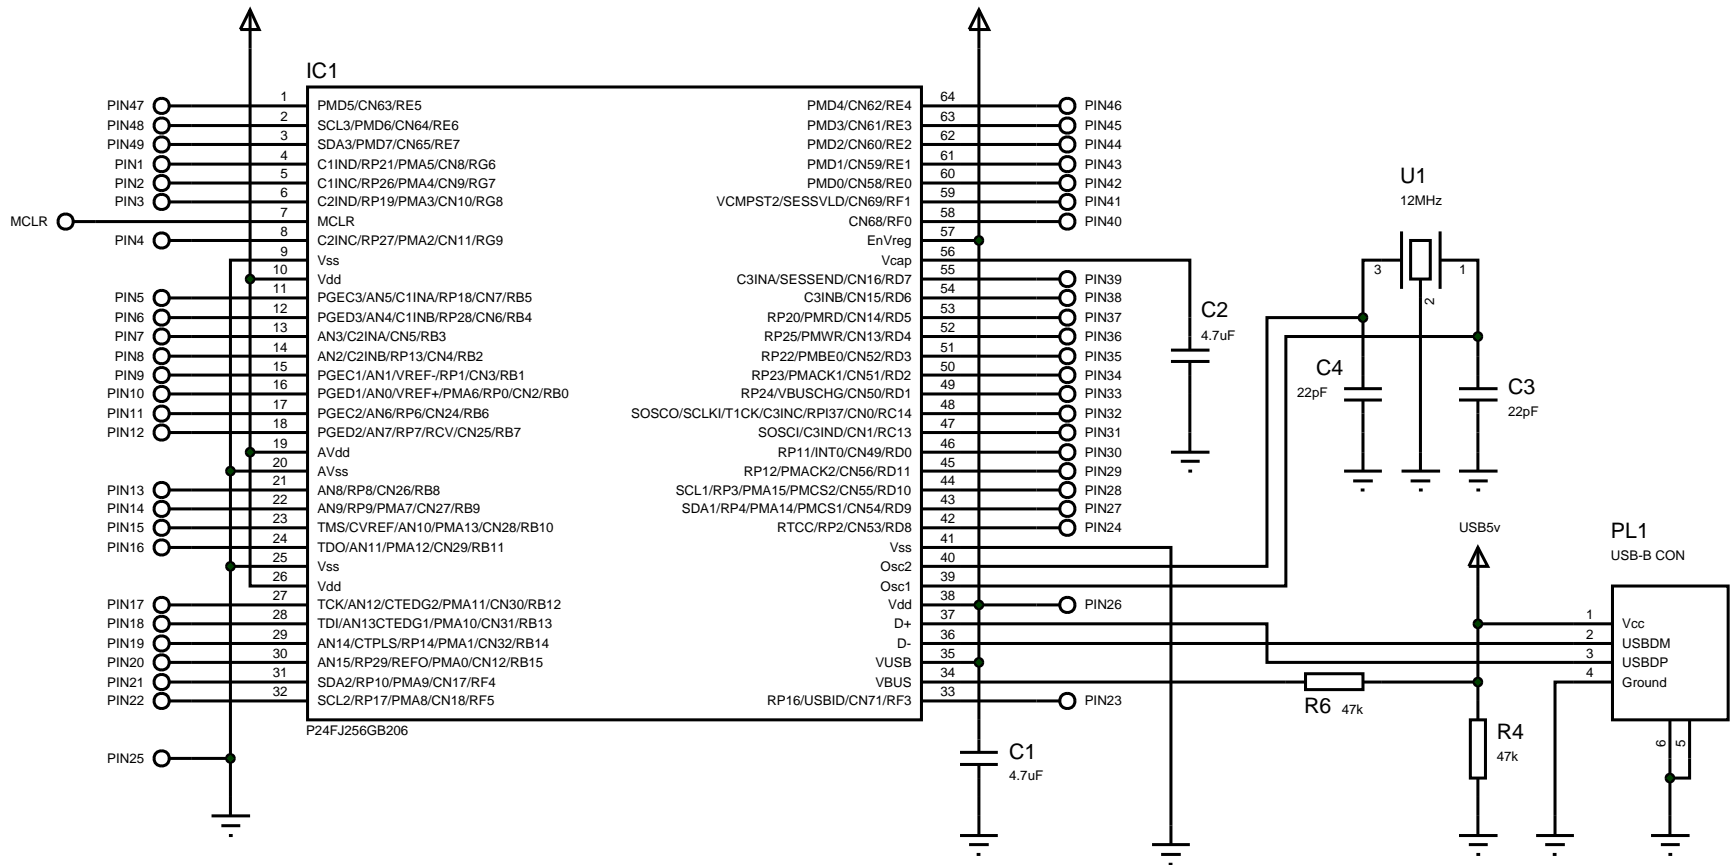 IC1
PIN47 1 PMD5/CN63/RE5 PMD4/CN62/RE4 64 PIN46
PIN48 2 SCL3/PMD6/CN64/RE6 PMD3/CN61/RE3 63 PIN45
PIN49 3 SDA3/PMD7/CN65/RE7 PMD2/CN60/RE2 62 PIN44
PIN1 4 C1IND/RP21/PMA5/CN8/RG6 PMD1/CN59/RE1 61 PIN43
PIN2 5 C1INC/RP26/PMA4/CN9/RG7 PMD0/CN58/RE0 60 PIN42
PIN3 6 C2IND/RP19/PMA3/CN10/RG8 VCMPST2/SESSVLD/CN69/RF1 59 PIN41
MCLR 7 MCLR CN68/RF0 58 PIN40
PIN4 8 C2INC/RP27/PMA2/CN11/RG9 EnVreg 57
9 Vss Vcap 56
10 Vdd C3INA/SESSEND/CN16/RD7 55 PIN39
PIN5 11 PGEC3/AN5/C1INA/RP18/CN7/RB5 C3INB/CN15/RD6 54 PIN38
PIN6 12 PGED3/AN4/C1INB/RP28/CN6/RB4 RP20/PMRD/CN14/RD5 53 PIN37
PIN7 13 AN3/C2INA/CN5/RB3 RP25/PMWR/CN13/RD4 52 PIN36
PIN8 14 AN2/C2INB/RP13/CN4/RB2 RP22/PMBE0/CN52/RD3 51 PIN35
PIN9 15 PGEC1/AN1/VREF-/RP1/CN3/RB1 RP23/PMACK1/CN51/RD2 50 PIN34
PIN10 16 PGED1/AN0/VREF+/PMA6/RP0/CN2/RB0 RP24/VBUSCHG/CN50/RD1 49 PIN33
PIN11 17 PGEC2/AN6/RP6/CN24/RB6 SOSCO/SCLKI/T1CK/C3INC/RPI37/CN0/RC14 48 PIN32
PIN12 18 PGED2/AN7/RP7/RCV/CN25/RB7 SOSCI/C3IND/CN1/RC13 47 PIN31
19 AVdd RP11/INT0/CN49/RD0 46 PIN30
20 AVss RP12/PMACK2/CN56/RD11 45 PIN29
PIN13 21 AN8/RP8/CN26/RB8 SCL1/RP3/PMA15/PMCS2/CN55/RD10 44 PIN28
PIN14 22 AN9/RP9/PMA7/CN27/RB9 SDA1/RP4/PMA14/PMCS1/CN54/RD9 43 PIN27
PIN15 23 TMS/CVREF/AN10/PMA13/CN28/RB10 RTCC/RP2/CN53/RD8 42 PIN24
PIN16 24 TDO/AN11/PMA12/CN29/RB11 Vss 41
25 Vss Osc2 40
26 Vdd Osc1 39
PIN17 27 TCK/AN12/CTEDG2/PMA11/CN30/RB12 Vdd 38 PIN26
PIN18 28 TDI/AN13CTEDG1/PMA10/CN31/RB13 D+ 37
PIN19 29 AN14/CTPLS/RP14/PMA1/CN32/RB14 D- 36
PIN20 30 AN15/RP29/REFO/PMA0/CN12/RB15 VUSB 35
PIN21 31 SDA2/RP10/PMA9/CN17/RF4 VBUS 34
PIN22 32 SCL2/RP17/PMA8/CN18/RF5 RP16/USBID/CN71/RF3 33 PIN23
P24FJ256GB206
PIN25
C1
4.7uF
C2
4.7uF
U1
12MHz
3 1
2
C4
22pF
C3
22pF
USB5v
R6 47k
R4
47k
PL1
USB-B CON
1 Vcc
2 USBDM
3 USBDP
4 Ground
6 5